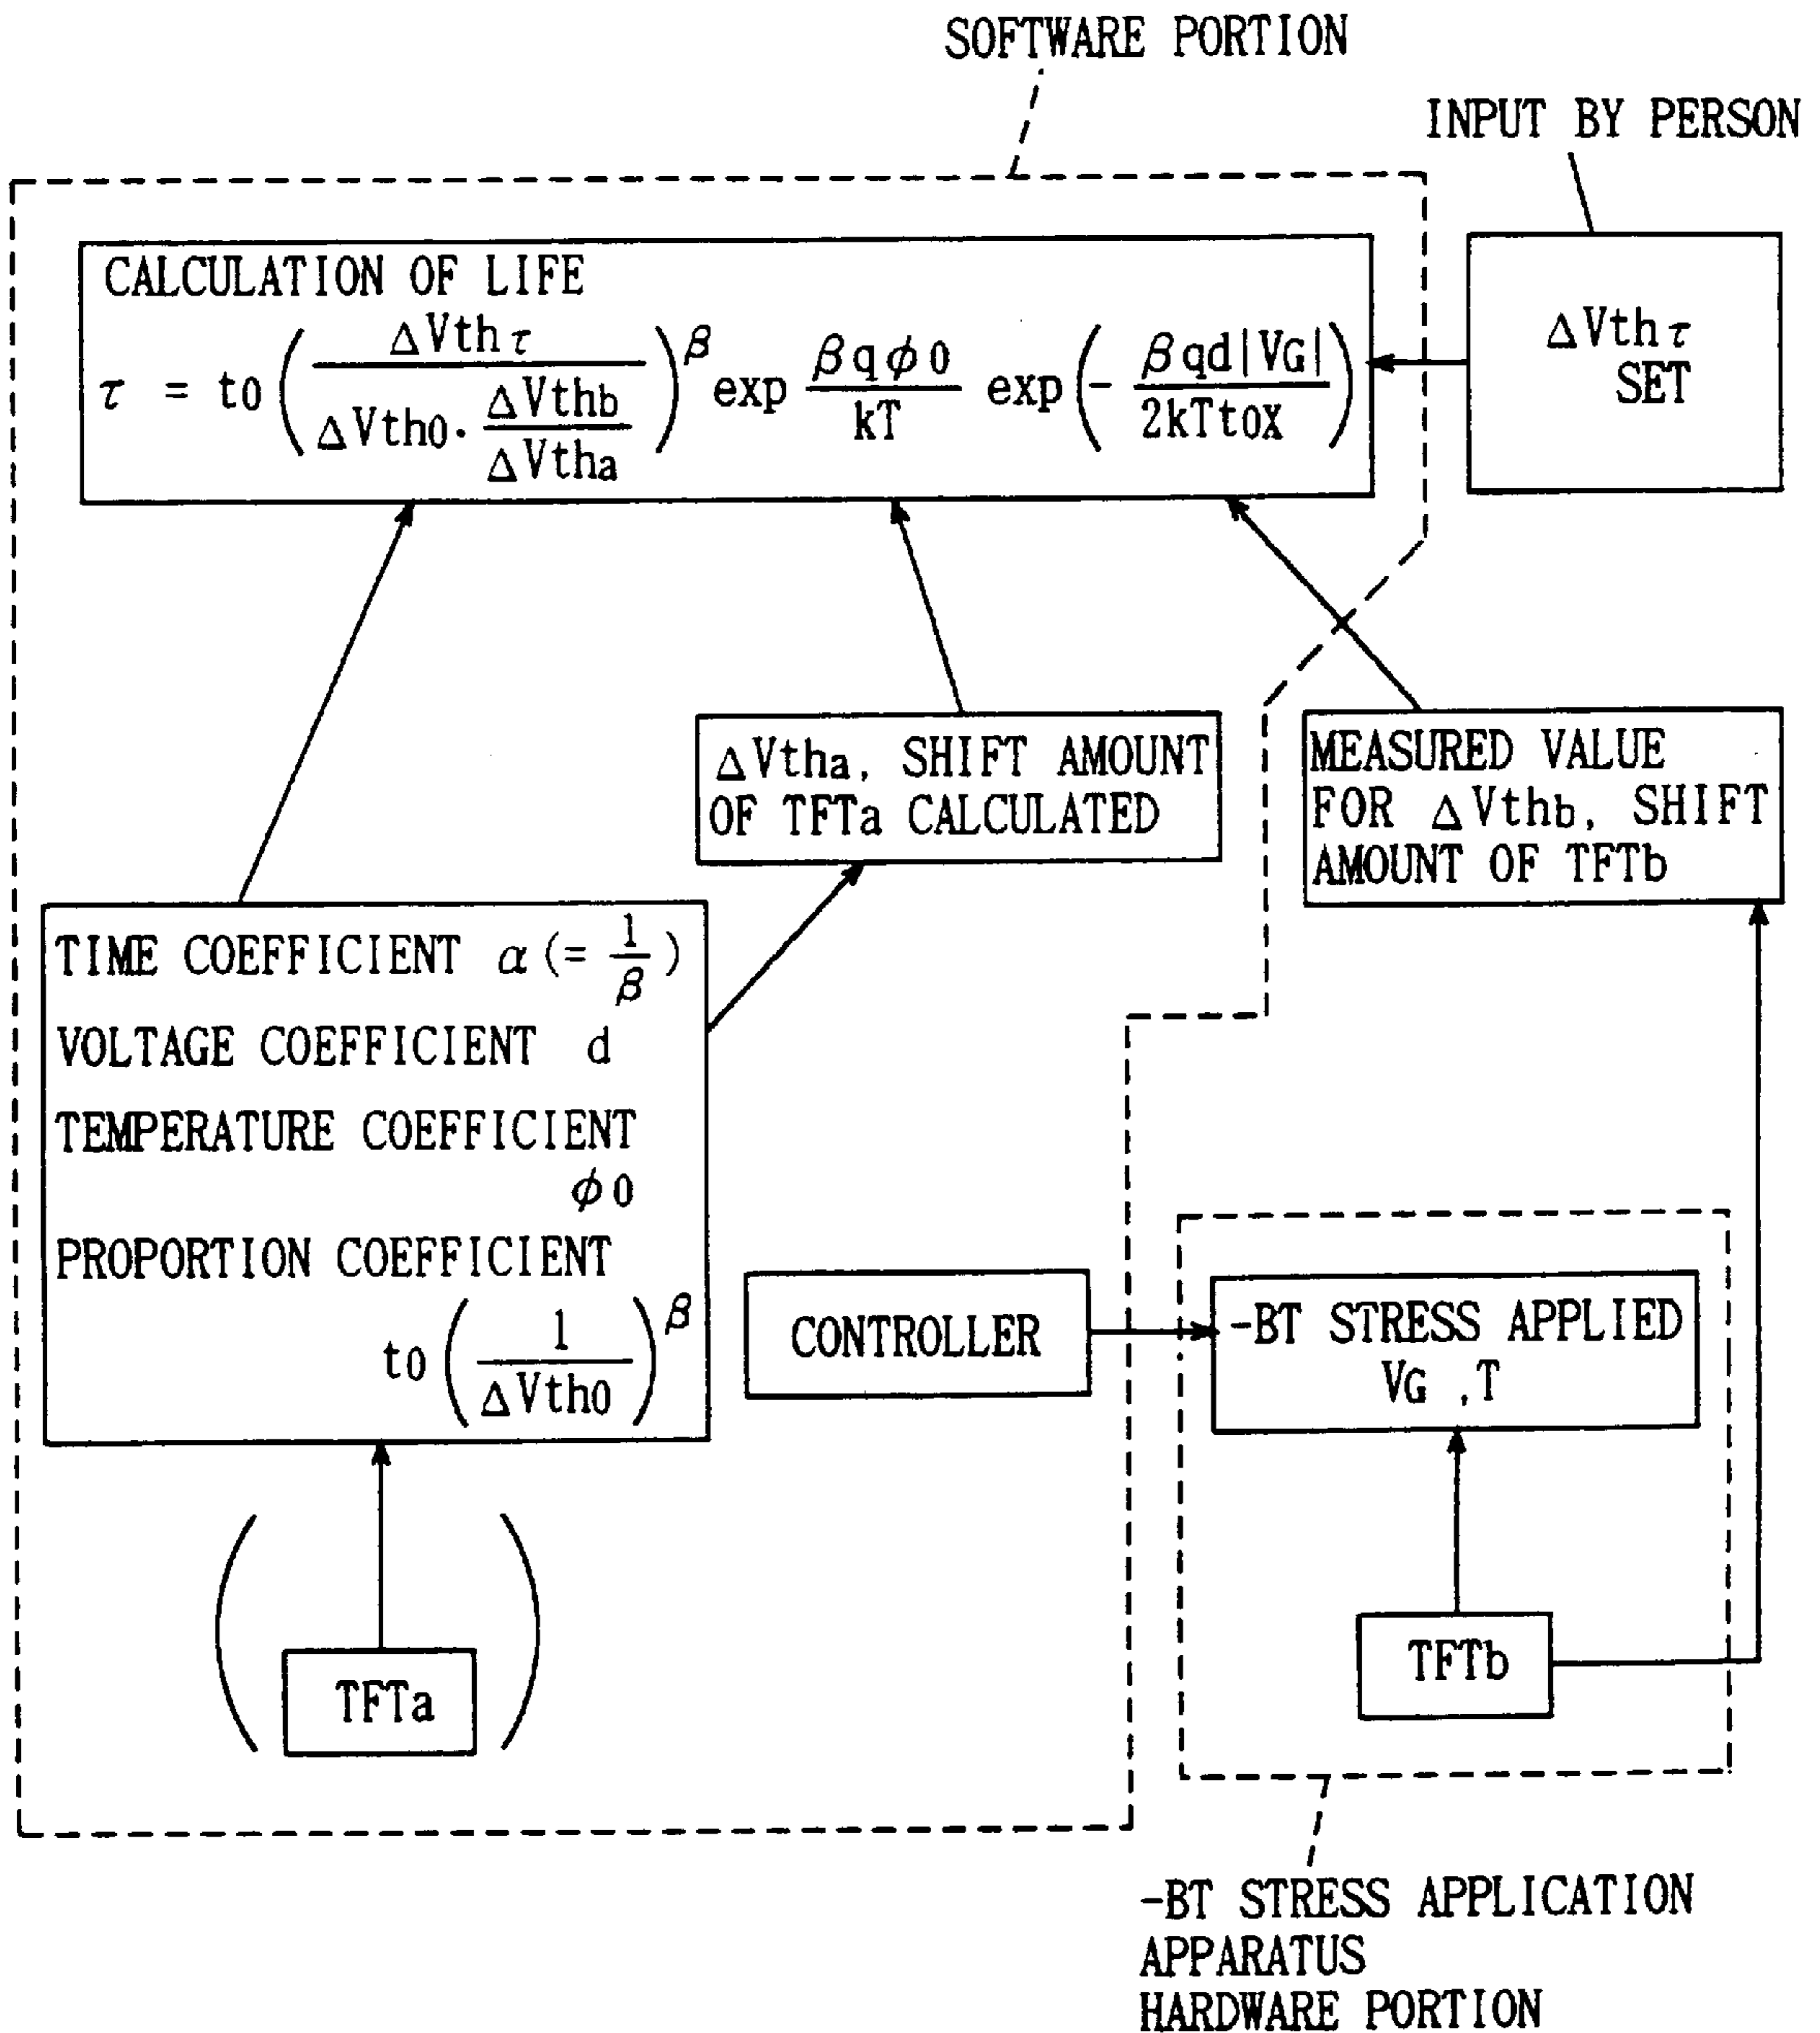 SOFTWARE PORTION
INPUT BY PERSON
CALCULATION OF LIFE
τ = t0 ( ΔVthτ / ( ΔVth0 · ΔVthb / ΔVtha ) )^β exp βqφ0 / kT exp ( - βqd|VG| / 2kTtox )
ΔVthτ
SET
ΔVtha, SHIFT AMOUNT
OF TFTa CALCULATED
MEASURED VALUE
FOR ΔVthb, SHIFT
AMOUNT OF TFTb
TIME COEFFICIENT α (= 1 / β )
VOLTAGE COEFFICIENT d
TEMPERATURE COEFFICIENT
φ0
PROPORTION COEFFICIENT
t0 ( 1 / ΔVth0 )^β
CONTROLLER
-BT STRESS APPLIED
VG ,T
TFTa
TFTb
-BT STRESS APPLICATION
APPARATUS
HARDWARE PORTION